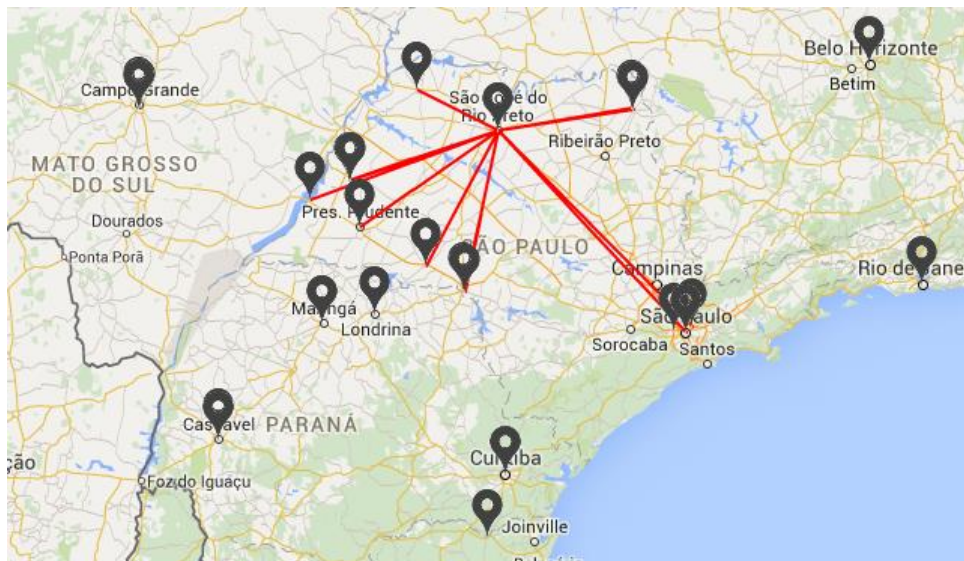 Belo Horizonte
Betim
Campo Grande
São José do
Rio Preto
Ribeirão Preto
MATO GROSSO
DO SUL
Pres. Prudente
Dourados
SÃO PAULO
Ponta Porã
Campinas
Rio de Jane
Maringá
São Paulo
Londrina
Sorocaba
Santos
Cascavel
PARANÁ
ção
Curitiba
Foz do Iguaçu
Joinville